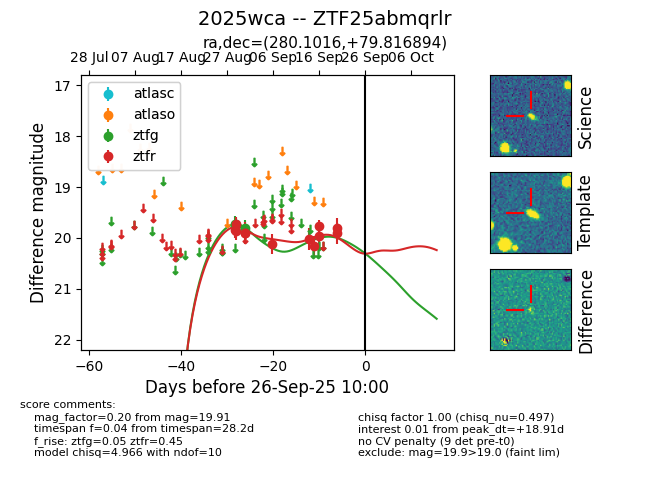 2025wca -- ZTF25abmqrlr
ra,dec=(280.1016,+79.816894)
28 Jul 07 Aug 17 Aug 27 Aug 06 Sep 16 Sep 26 Sep 06 Oct
atlasc
atlaso
ztfg
ztfr
17
18
19
20
21
22
Difference magnitude
−60 −40 −20 0
Days before 26-Sep-25 10:00
Science
Template
Difference
score comments:
mag_factor=0.20 from mag=19.91
timespan f=0.04 from timespan=28.2d
f_rise: ztfg=0.05 ztfr=0.45
model chisq=4.966 with ndof=10
chisq factor 1.00 (chisq_nu=0.497)
interest 0.01 from peak_dt=+18.91d
no CV penalty (9 det pre-t0)
exclude: mag=19.9>19.0 (faint lim)